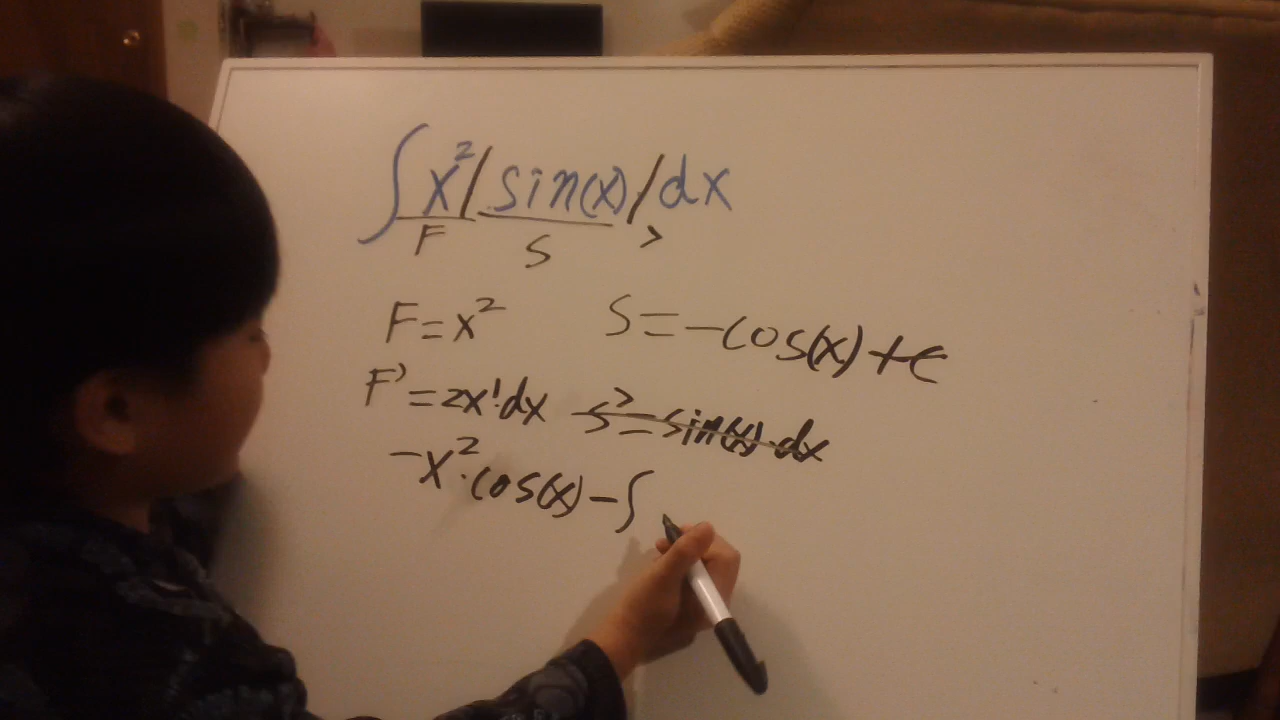 ∫ x²/sin(x)/dx
F S >
F=x² S=-cos(x)+c
F'=2x'dx S'=sin(x)·dx
-x²·cos(x)-∫